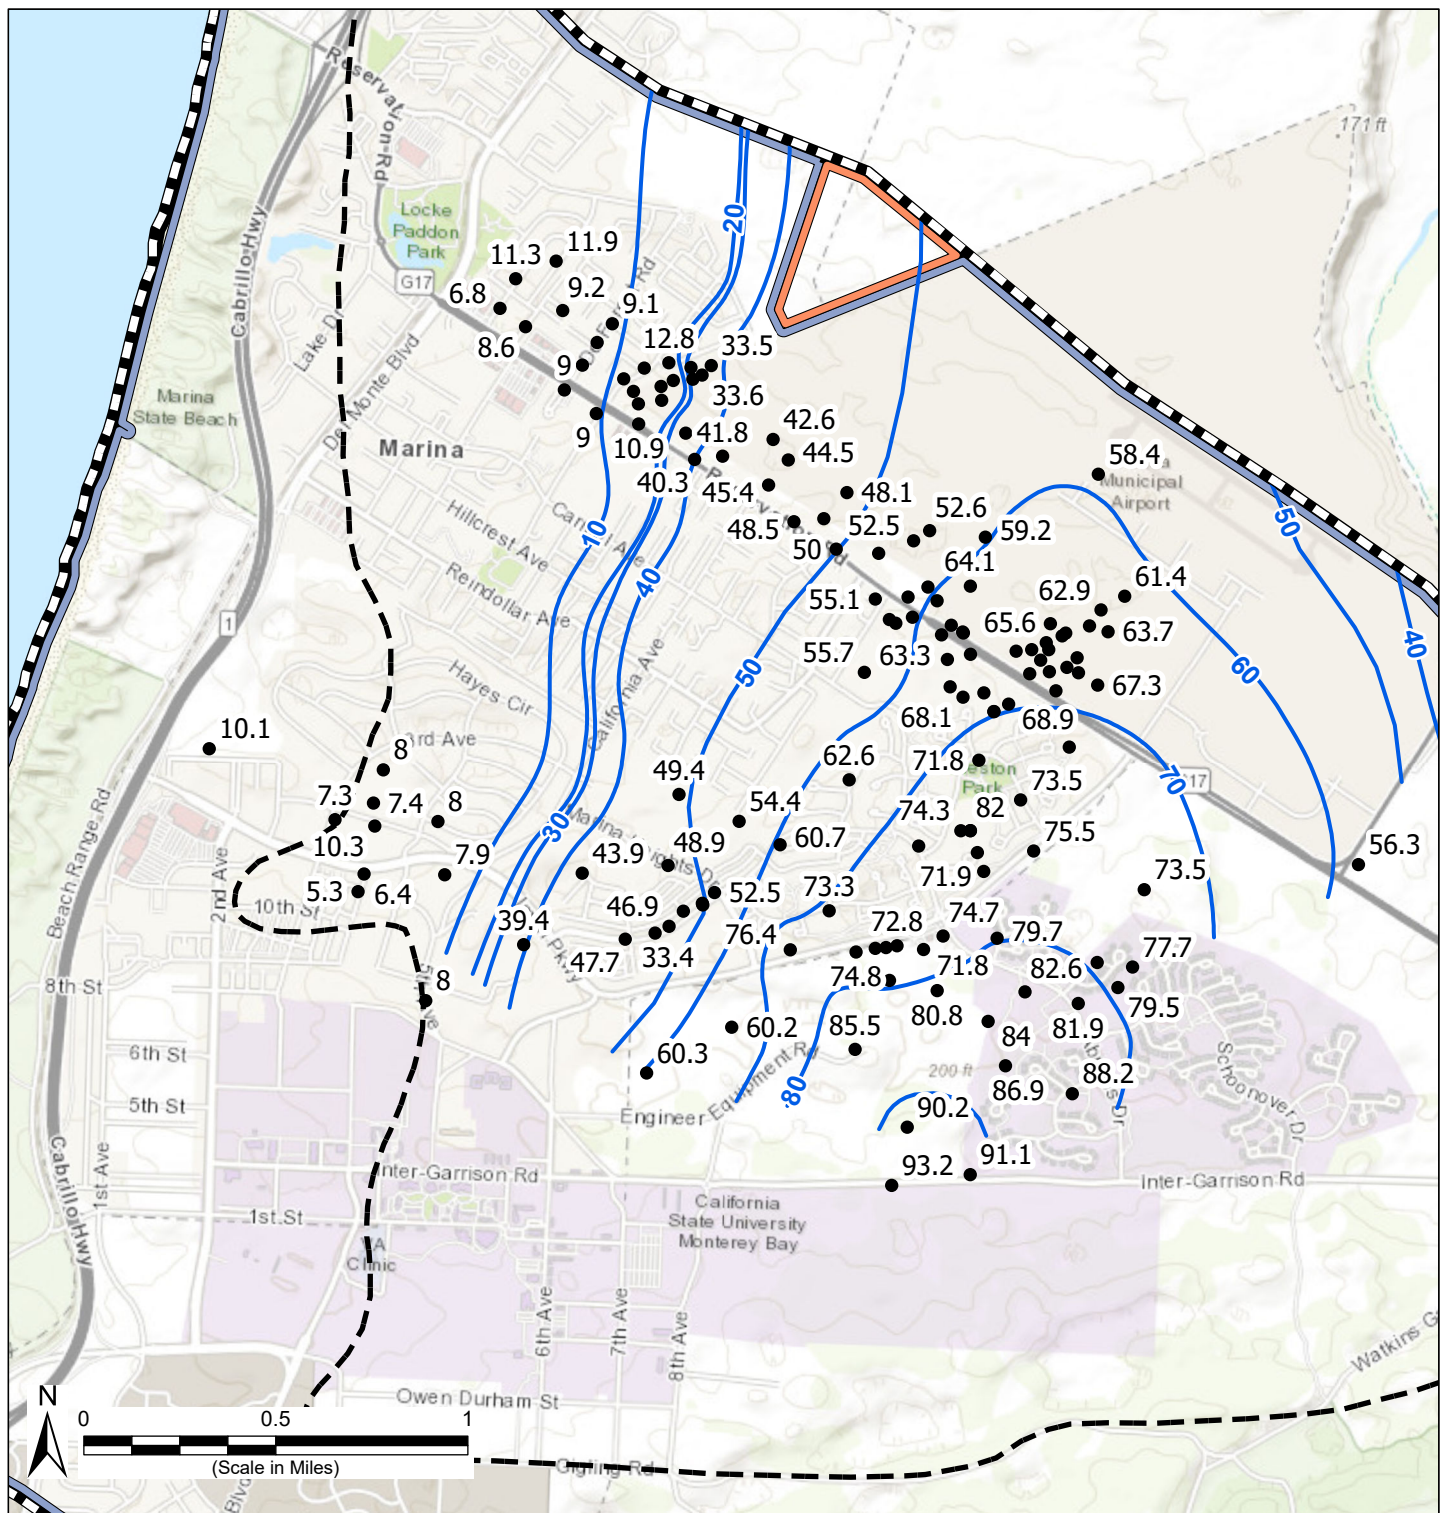 171 ft
Reservation Rd
Locke
Paddon
Park
20
11.3
11.9
G17
6.8
9.2
9.1
Cabrillo Hwy
8.6
12.8
33.5
Lake Dr
Del Monte Blvd
9
33.6
Marina
State Beach
Marina
9
10.9
41.8
42.6
44.5
58.4
Municipal
Airport
40.3
45.4
48.1
50
Hillcrest Ave
10
48.5
52.5
52.6
59.2
50
64.1
Reindollar Ave
40
55.1
62.9
61.4
1
65.6
63.7
40
Hayes Cir
California Ave
50
55.7
63.3
60
67.3
68.1
68.9
10.1
3rd Ave
8
49.4
62.6
71.8
73.5
70
17
Park
7.3
7.4
8
30
54.4
74.3
82
75.5
Beach Range Rd
2nd Ave
10.3
7.9
43.9
48.9
60.7
71.9
73.5
56.3
5.3
6.4
10th St
39.4
46.9
52.5
73.3
72.8
74.7
79.7
47.7
33.4
76.4
74.8
71.8
82.6
77.7
8th St
8
80.8
81.9
79.5
6th St
60.3
60.2
85.5
84
80
200 ft
86.9
88.2
Schoonover Dr
5th St
Engineer Equipment Rd
90.2
Cabrillo Hwy
1st Ave
Inter-Garrison Rd
93.2
91.1
Inter-Garrison Rd
1st St
California
State University
Monterey Bay
Clinic
6th Ave
7th Ave
8th Ave
Owen Durham St
N
0
0.5
1
(Scale in Miles)
Gigling Rd
Blvd